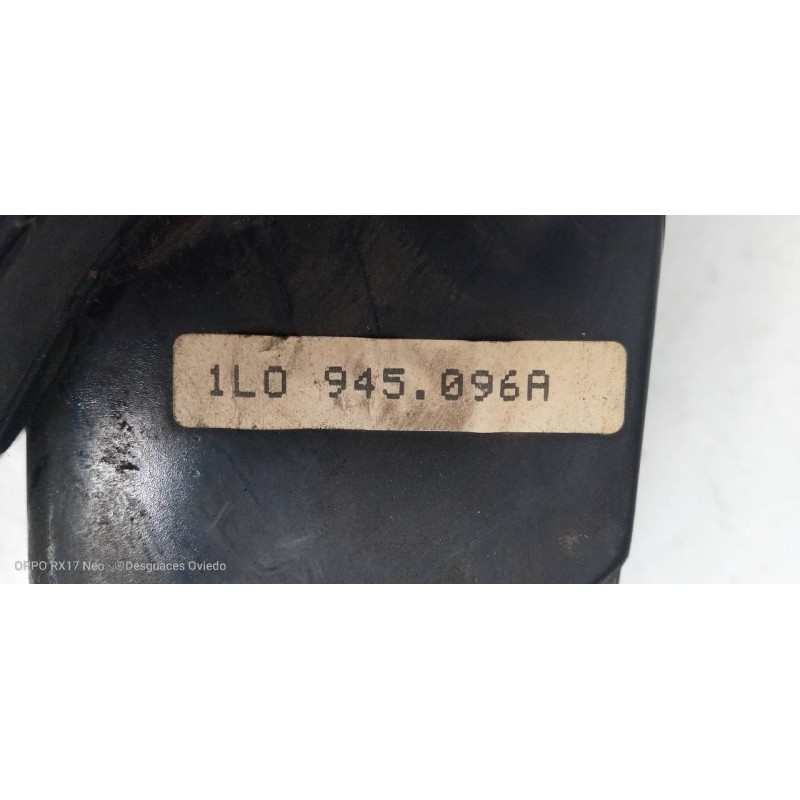 1L0 945.096A
OPPO RX17 Neo · ©Desguaces Oviedo